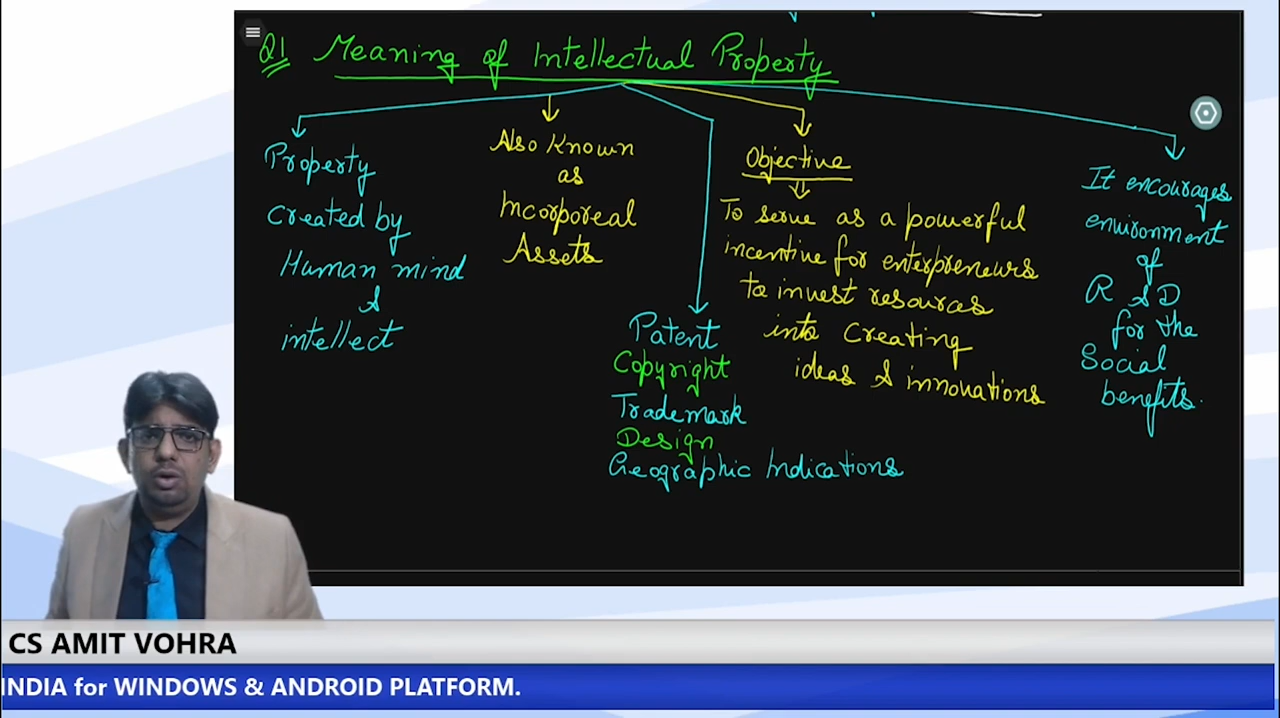 Q1 Meaning of Intellectual Property
Property
created by
Human mind
&
intellect
Also Known
as
Incorporeal
Assets
Patent
Copyright
Trademark
Design
Geographic Indications
Objective
To serve as a powerful
incentive for enterpreneurs
to invest resources
into Creating
ideas & innovations
It encourages
environment
of
R &D
for the
Social
benefits.
CS AMIT VOHRA
INDIA for WINDOWS & ANDROID PLATFORM.